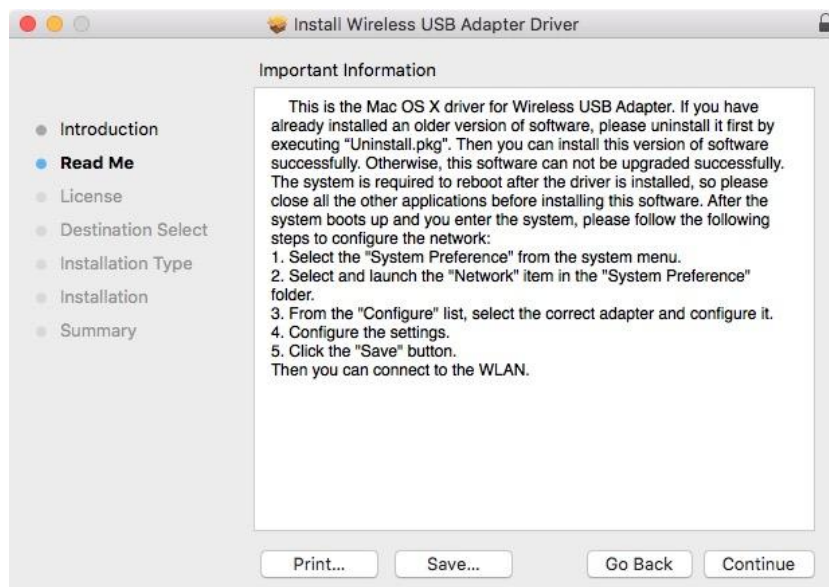 Install Wireless USB Adapter Driver
Important Information
Introduction
Read Me
License
Destination Select
Installation Type
Installation
Summary
This is the Mac OS X driver for Wireless USB Adapter. If you have
already installed an older version of software, please uninstall it first by
executing “Uninstall.pkg”. Then you can install this version of software
successfully. Otherwise, this software can not be upgraded successfully.
The system is required to reboot after the driver is installed, so please
close all the other applications before installing this software. After the
system boots up and you enter the system, please follow the following
steps to configure the network:
1. Select the "System Preference" from the system menu.
2. Select and launch the "Network" item in the "System Preference"
folder.
3. From the "Configure" list, select the correct adapter and configure it.
4. Configure the settings.
5. Click the "Save" button.
Then you can connect to the WLAN.
Print...
Save...
Go Back
Continue